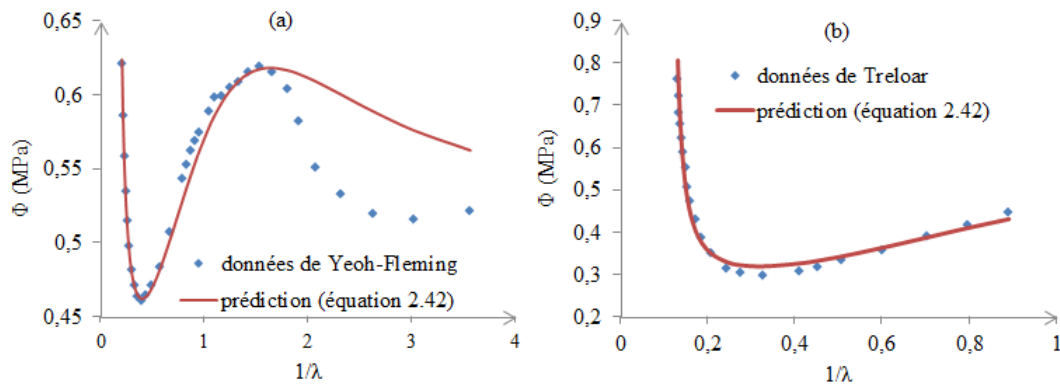 (a)
Φ (MPa)
0,65
0,6
0,55
0,5
0,45
données de Yeoh-Fleming
prédiction (équation 2.42)
0 1 2 3 4
1/λ
(b)
Φ (MPa)
0,9
0,8
0,7
0,6
0,5
0,4
0,3
0,2
données de Treloar
prédiction (équation 2.42)
0 0,2 0,4 0,6 0,8 1
1/λ